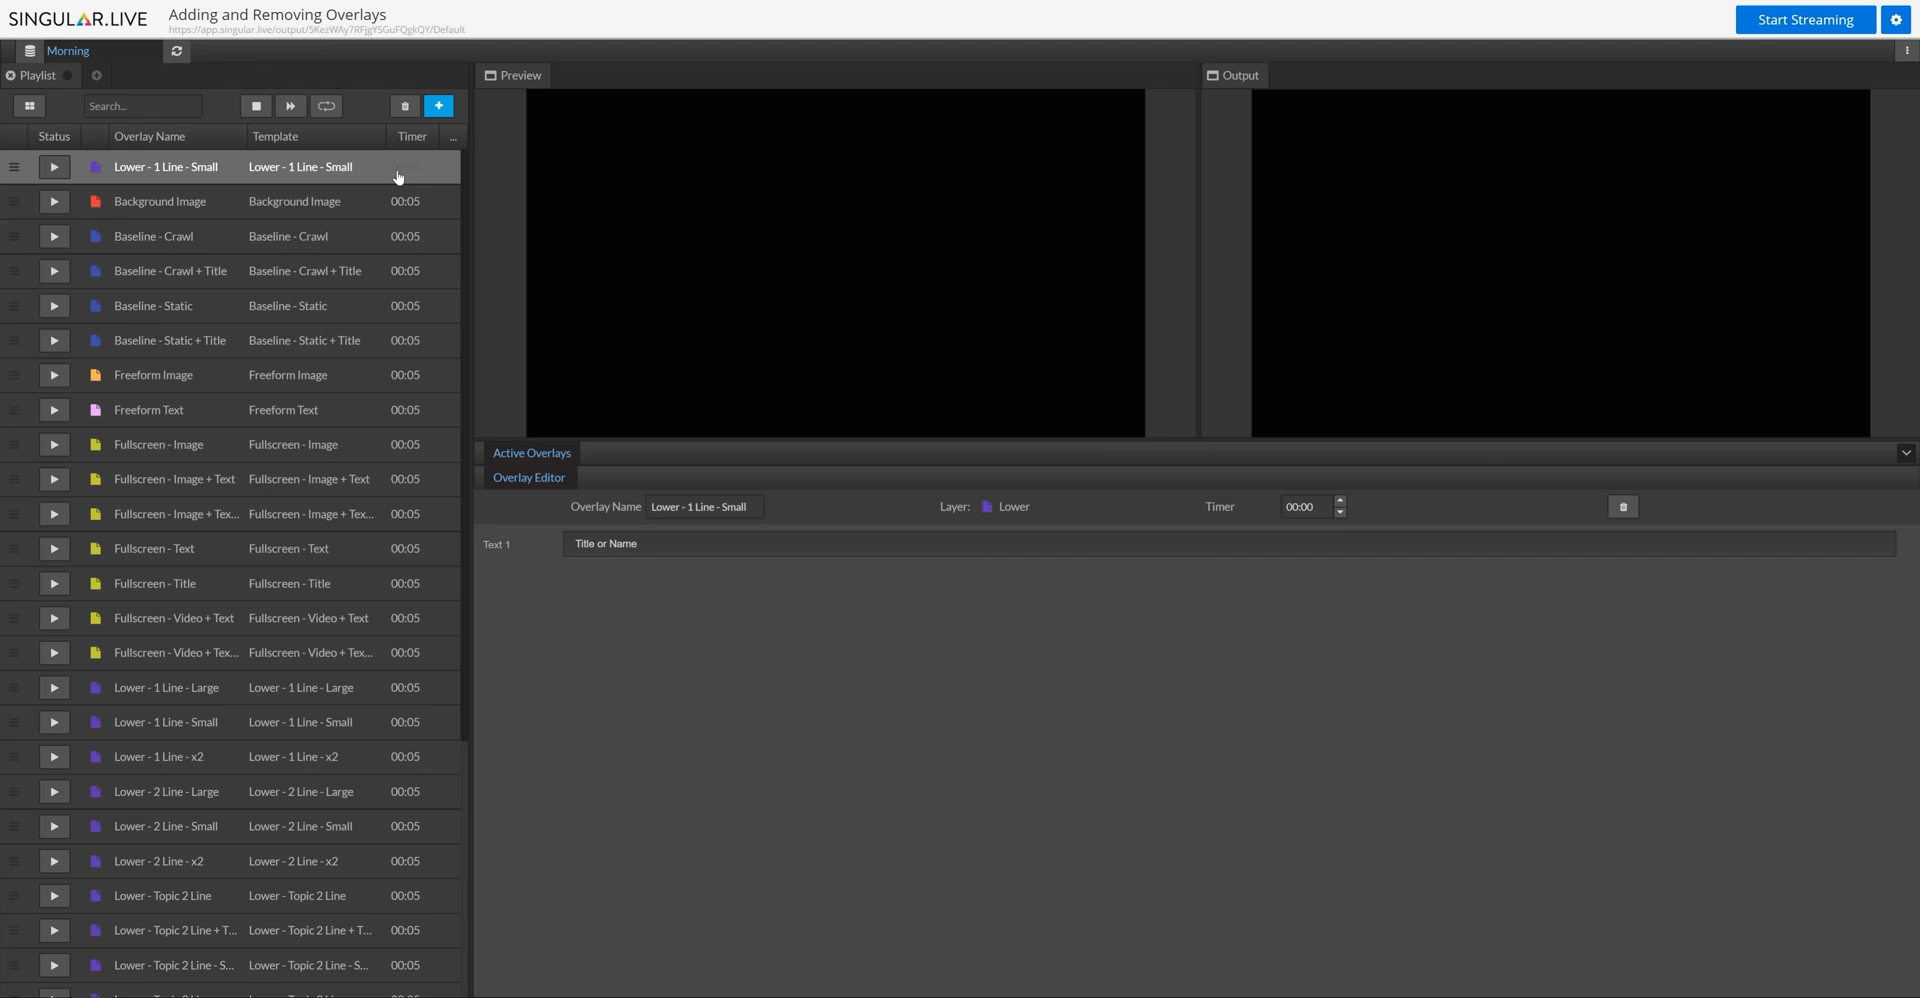 SINGULAR.LIVE
Adding and Removing Overlays
Start Streaming
Morning
Playlist
Preview
Output
Search...
Status Overlay Name Template Timer ...
Lower - 1 Line - Small Lower - 1 Line - Small
Background Image Background Image 00:05
Baseline - Crawl Baseline - Crawl 00:05
Baseline - Crawl + Title Baseline - Crawl + Title 00:05
Baseline - Static Baseline - Static 00:05
Baseline - Static + Title Baseline - Static + Title 00:05
Freeform Image Freeform Image 00:05
Freeform Text Freeform Text 00:05
Fullscreen - Image Fullscreen - Image 00:05
Fullscreen - Image + Text Fullscreen - Image + Text 00:05
Fullscreen - Image + Tex... Fullscreen - Image + Tex... 00:05
Fullscreen - Text Fullscreen - Text 00:05
Fullscreen - Title Fullscreen - Title 00:05
Fullscreen - Video + Text Fullscreen - Video + Text 00:05
Fullscreen - Video + Tex... Fullscreen - Video + Tex... 00:05
Lower - 1 Line - Large Lower - 1 Line - Large 00:05
Lower - 1 Line - Small Lower - 1 Line - Small 00:05
Lower - 1 Line - x2 Lower - 1 Line - x2 00:05
Lower - 2 Line - Large Lower - 2 Line - Large 00:05
Lower - 2 Line - Small Lower - 2 Line - Small 00:05
Lower - 2 Line - x2 Lower - 2 Line - x2 00:05
Lower - Topic 2 Line Lower - Topic 2 Line 00:05
Lower - Topic 2 Line + T... Lower - Topic 2 Line + T... 00:05
Lower - Topic 2 Line - S... Lower - Topic 2 Line - S... 00:05
Active Overlays
Overlay Editor
Overlay Name Lower - 1 Line - Small Layer: Lower Timer 00:00
Text 1 Title or Name